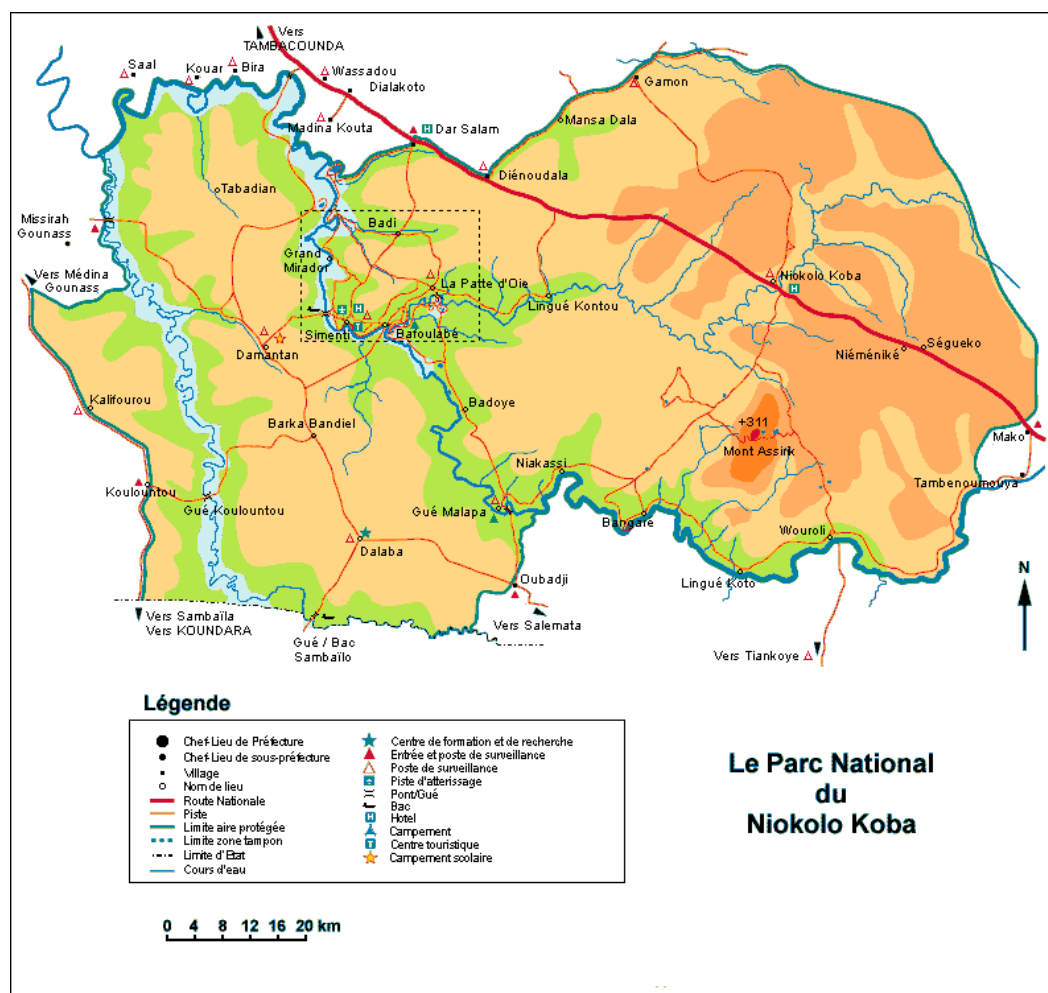 Vers
TAMBACOUNDA
Saal
Kouar
Bira
Wassadou
Dialakoto
Gamon
Madina Kouta
H Dar Salam
Mansa Dala
Diénoudala
Tabadian
Missirah
Gounass
Badi
Grand
Mirador
Vers Médina
Gounass
La Patte d'Oie
Niokolo Koba
H
Lingué Kontou
H
T
Simenti
Bafoulabé
Damantan
Niéméniké
Ségueko
Kalifourou
Badoye
Barka Bandiel
+311
Mont Assirik
Mako
Niakassi
Tambenoumouya
Koulountou
Gué Koulountou
Gué Malapa
Bangare
Wouroli
Dalaba
Lingué Koto
Oubadji
N
Vers Sambaïla
Vers KOUNDARA
Vers Salemata
Gué / Bac
Sambaïlo
Vers Tiankoye
Légende
Chef-Lieu de Préfecture
Chef-Lieu de sous-préfecture
Village
Nom de lieu
Route Nationale
Piste
Limite aire protégée
Limite zone tampon
Limite d'Etat
Cours d'eau
Centre de formation et de recherche
Entrée et poste de surveillance
Poste de surveillance
Piste d'atterissage
Pont/Gué
Bac
H Hotel
Campement
T Centre touristique
Campement scolaire
Le Parc National
du
Niokolo Koba
0 4 8 12 16 20 km